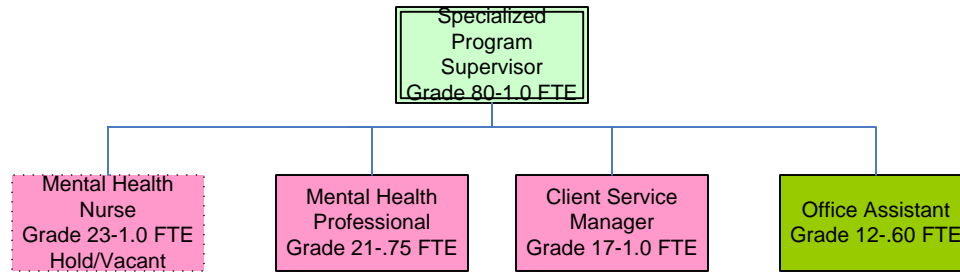 Specialized
Program
Supervisor
Grade 80-1.0 FTE
Mental Health
Nurse
Grade 23-1.0 FTE
Hold/Vacant
Mental Health
Professional
Grade 21-.75 FTE
Client Service
Manager
Grade 17-1.0 FTE
Office Assistant
Grade 12-.60 FTE